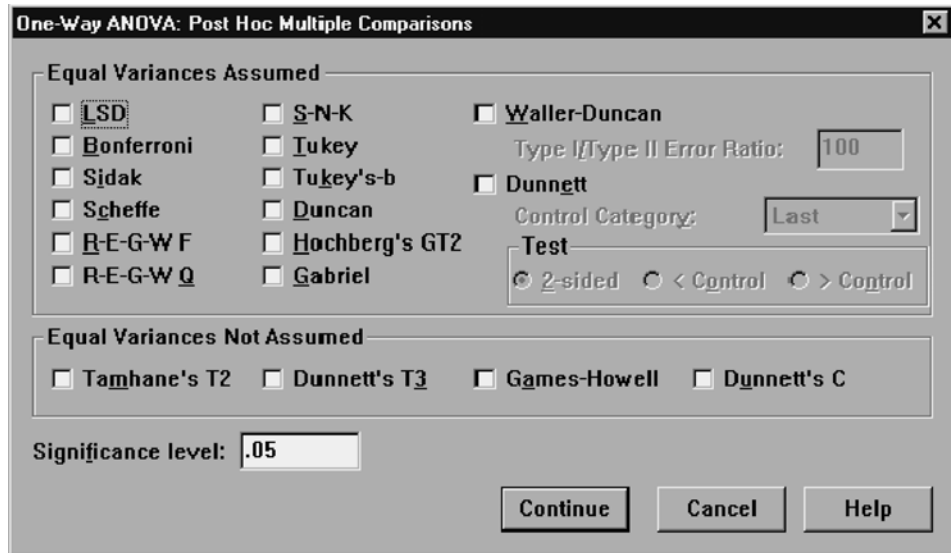 One-Way ANOVA: Post Hoc Multiple Comparisons
Equal Variances Assumed
LSD
Bonferroni
Sidak
Scheffe
R-E-G-W F
R-E-G-W Q
S-N-K
Tukey
Tukey's-b
Duncan
Hochberg's GT2
Gabriel
Waller-Duncan
Type I/Type II Error Ratio: 100
Dunnett
Control Category: Last
Test
2-sided < Control > Control
Equal Variances Not Assumed
Tamhane's T2 Dunnett's T3 Games-Howell Dunnett's C
Significance level: .05
Continue Cancel Help